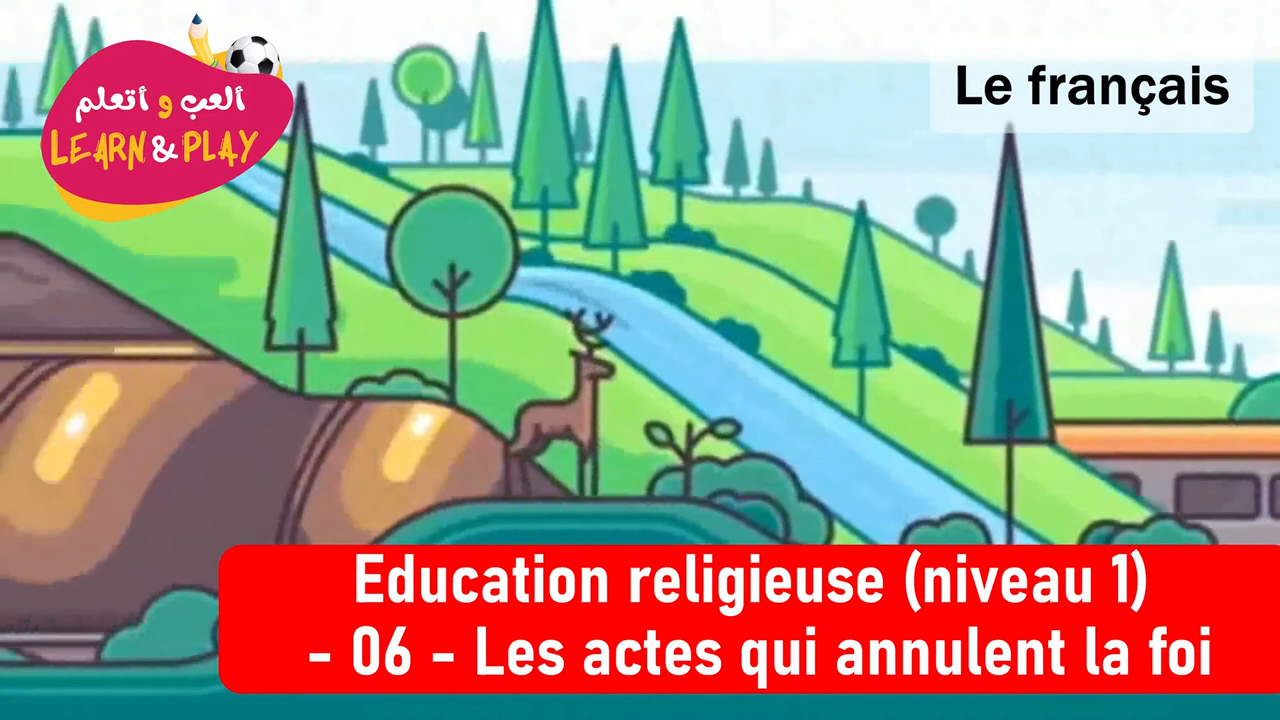 ألعب و أتعلم
LEARN & PLAY
Le français
Education religieuse (niveau 1)
- 06 - Les actes qui annulent la foi